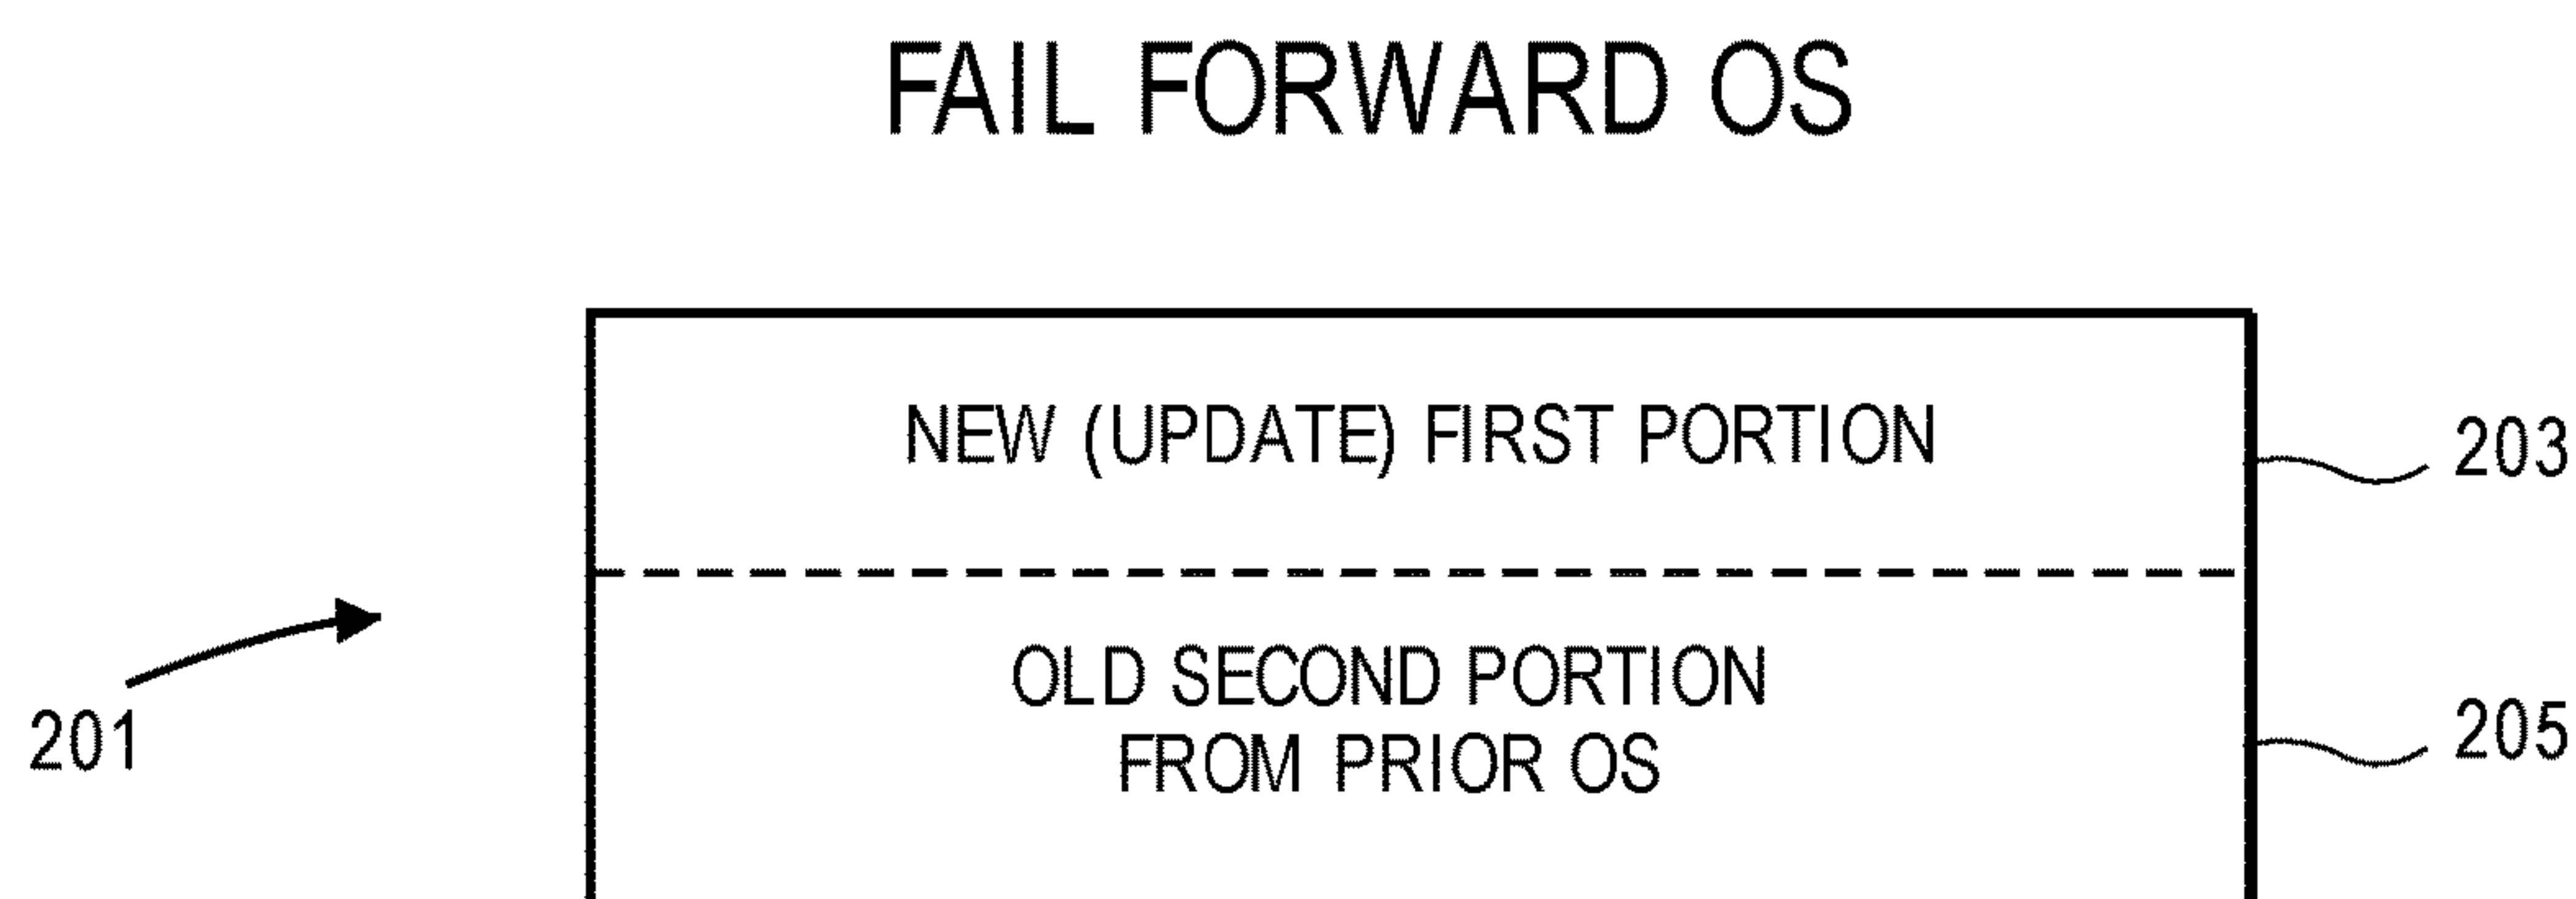 FAIL FORWARD OS
NEW (UPDATE) FIRST PORTION
203
OLD SECOND PORTION
FROM PRIOR OS
201
205